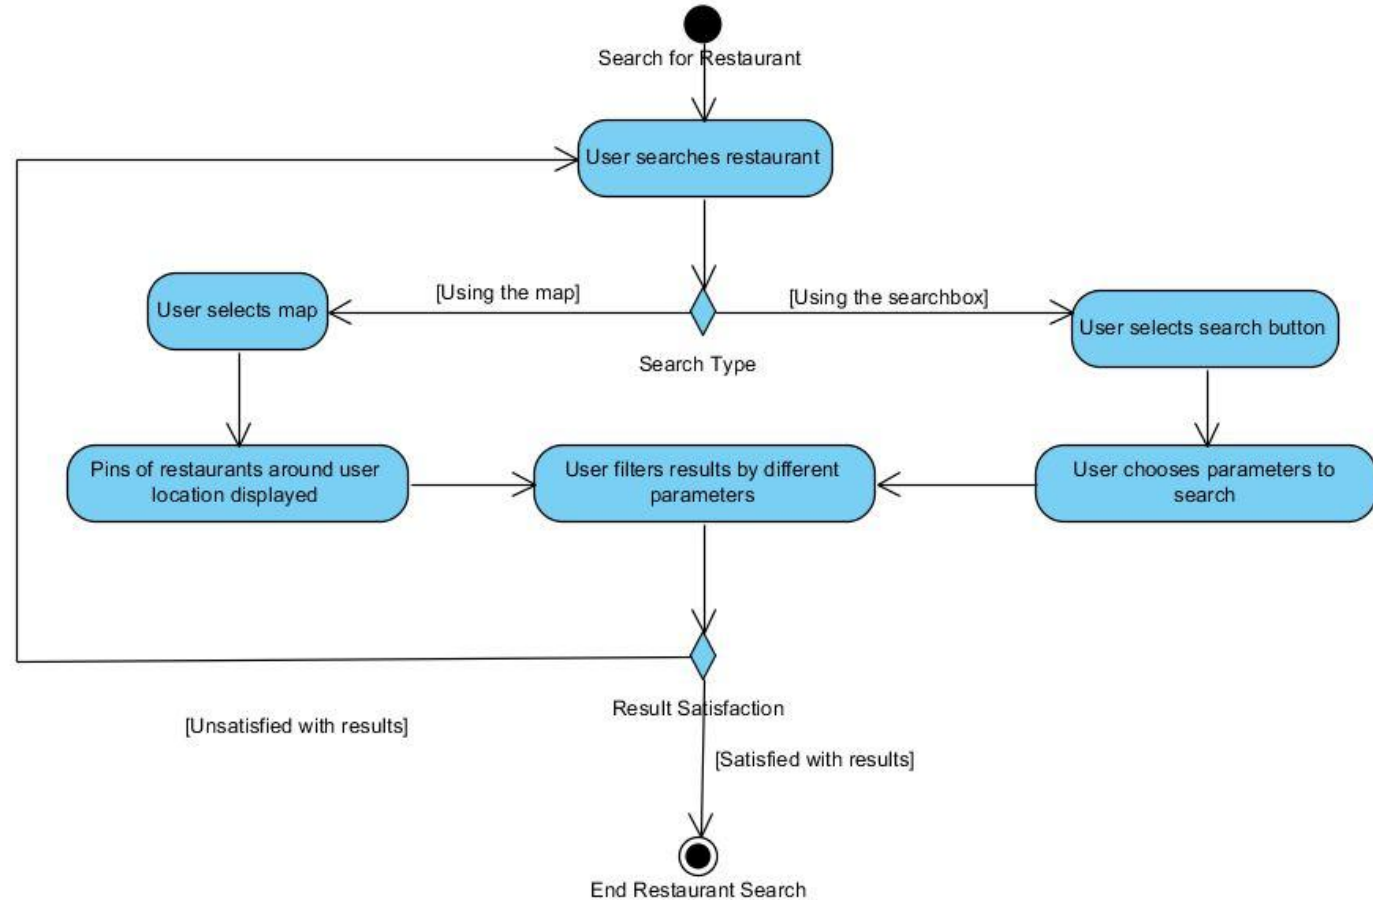 Search for Restaurant
User searches restaurant
[Using the map]
[Using the searchbox]
User selects map
User selects search button
Search Type
Pins of restaurants around user
location displayed
User filters results by different
parameters
User chooses parameters to
search
Result Satisfaction
[Unsatisfied with results]
[Satisfied with results]
End Restaurant Search